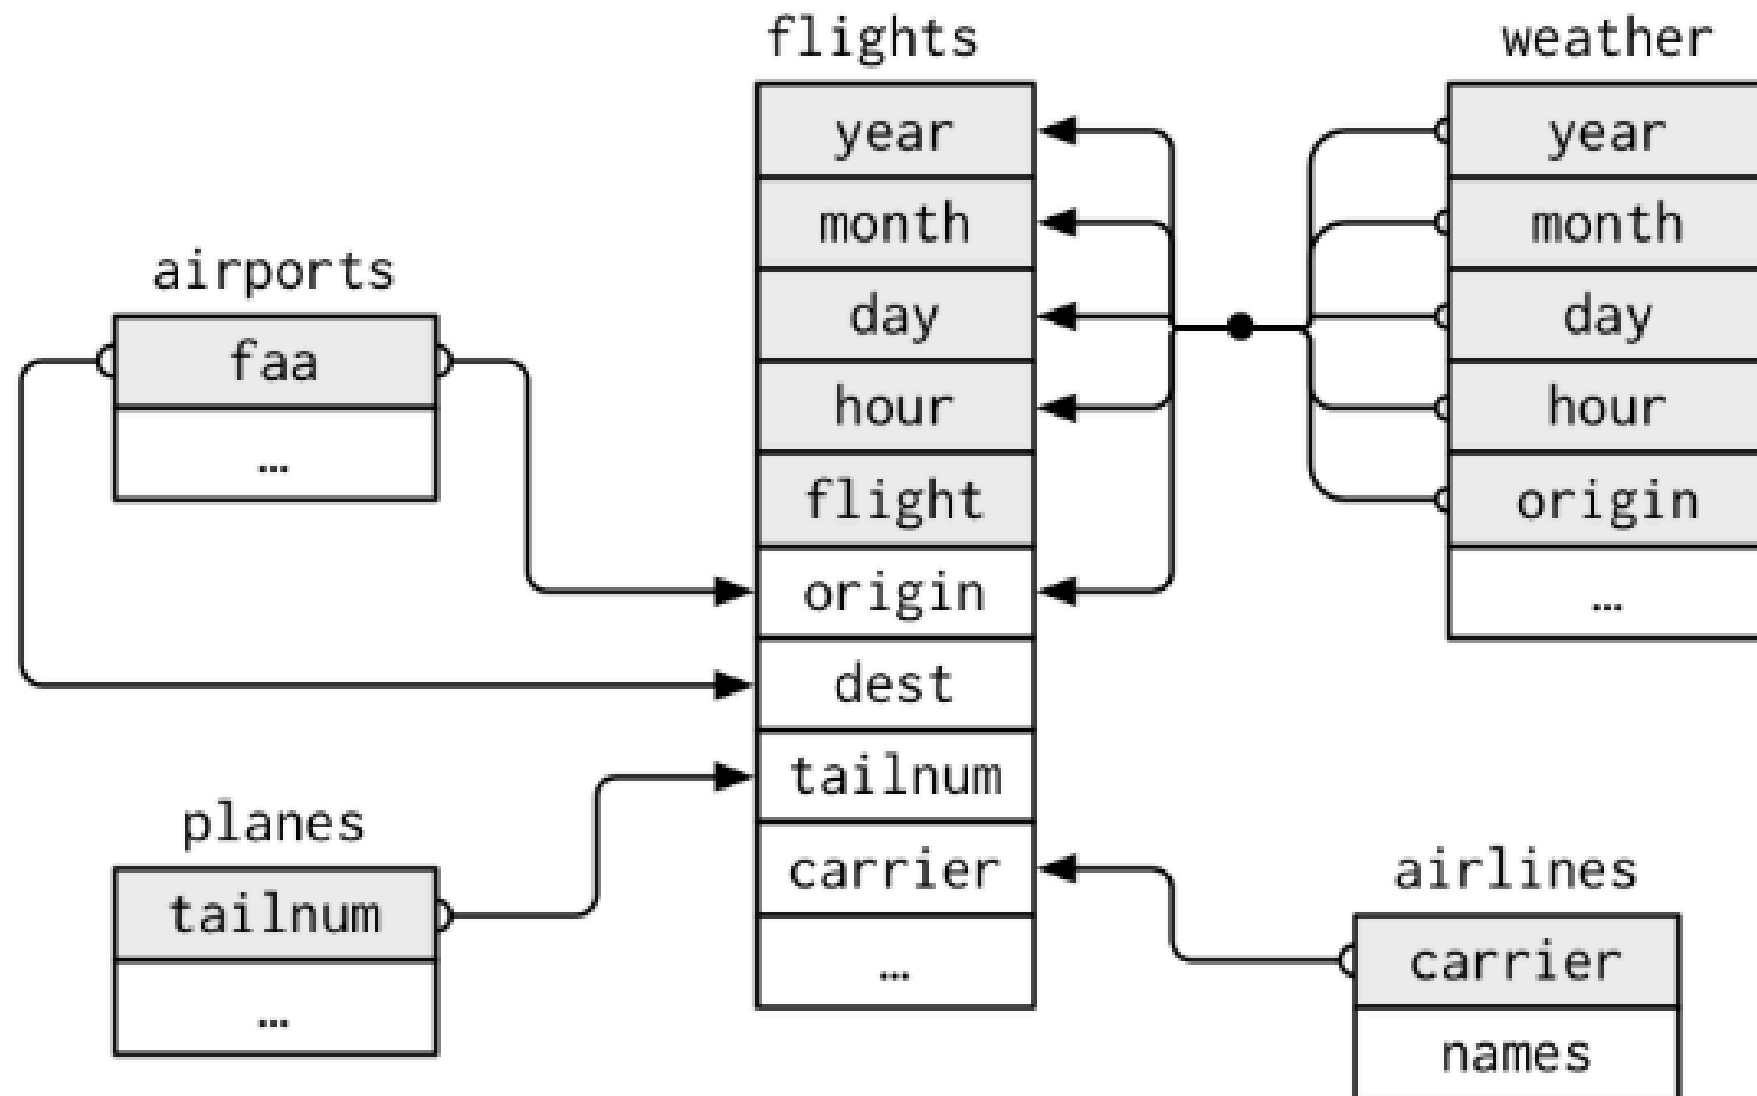 flights
year
month
day
hour
flight
origin
dest
tailnum
carrier
…
weather
year
month
day
hour
origin
…
airports
faa
…
planes
tailnum
…
airlines
carrier
names